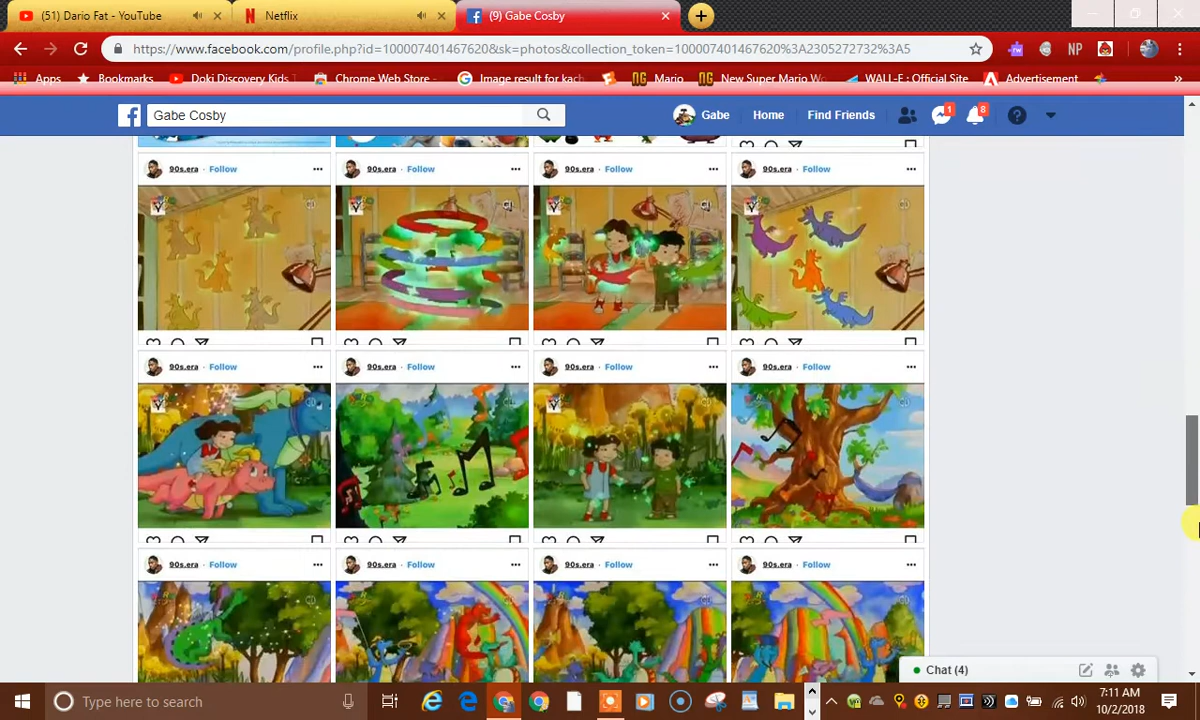 (51) Dario Fat - YouTube
Netflix
(9) Gabe Cosby
https://www.facebook.com/profile.php?id=100007401467620&sk=photos&collection_token=100007401467620%3A2305272732%3A5
NP
Apps
Bookmarks
Doki Discovery Kids
Chrome Web Store -
Image result for kach
Mario
New Super Mario Wo
WALL-E : Official Site
Advertisement
»
Gabe Cosby
Gabe
Home
Find Friends
1
8
90s.era · Follow
90s.era · Follow
90s.era · Follow
90s.era · Follow
90s.era · Follow
90s.era · Follow
90s.era · Follow
90s.era · Follow
90s.era · Follow
90s.era · Follow
90s.era · Follow
90s.era · Follow
Chat (4)
Type here to search
7:11 AM
10/2/2018